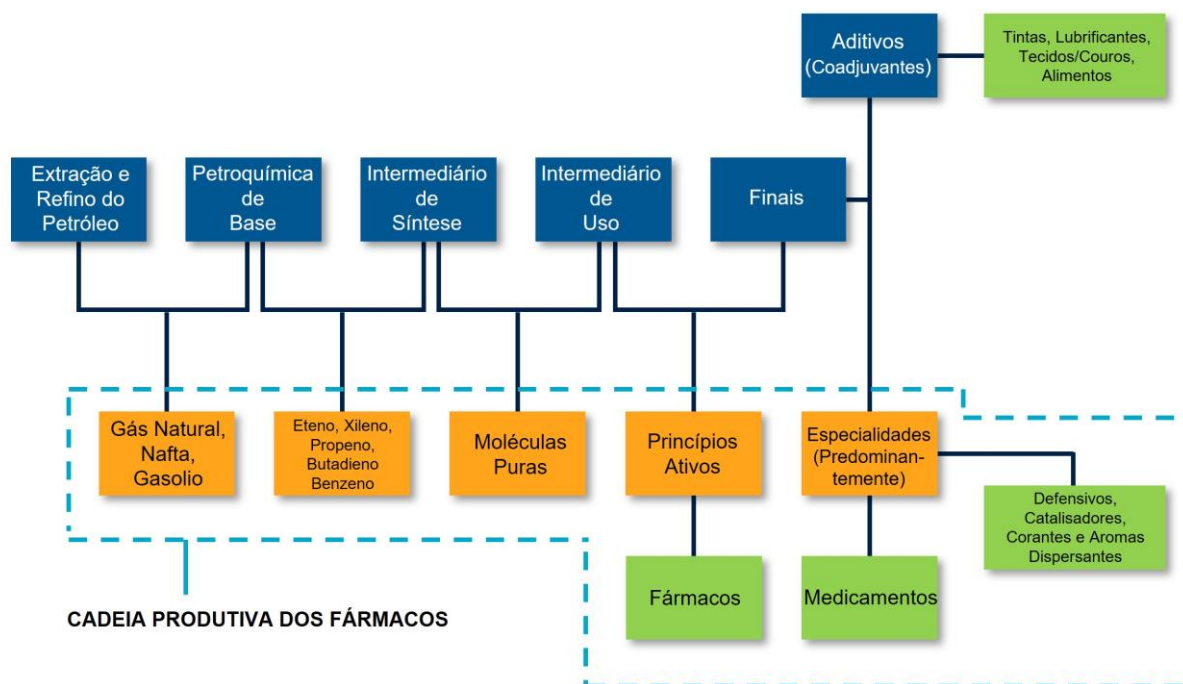 Aditivos
(Coadjuvantes)
Tintas, Lubrificantes,
Tecidos/Couros,
Alimentos
Extração e
Refino do
Petróleo
Petroquímica
de
Base
Intermediário
de
Síntese
Intermediário
de
Uso
Finais
Gás Natural,
Nafta,
Gasolio
Eteno, Xileno,
Propeno,
Butadieno
Benzeno
Moléculas
Puras
Princípios
Ativos
Especialidades
(Predominan-
temente)
Defensivos,
Catalisadores,
Corantes e Aromas
Dispersantes
Fármacos
Medicamentos
CADEIA PRODUTIVA DOS FÁRMACOS